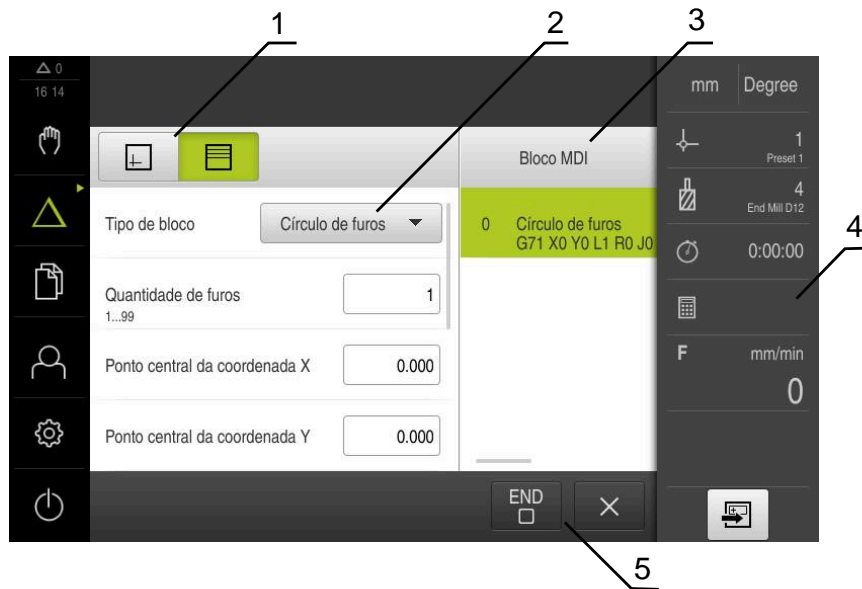 1
2
3
0
16 14
mm Degree
Bloco MDI
1
Preset 1
Tipo de bloco
Círculo de furos
0 Círculo de furos
G71 X0 Y0 L1 R0 J0
4
End Mill D12
4
0:00:00
Quantidade de furos
1...99
1
Ponto central da coordenada X
0.000
F mm/min
0
Ponto central da coordenada Y
0.000
END
5